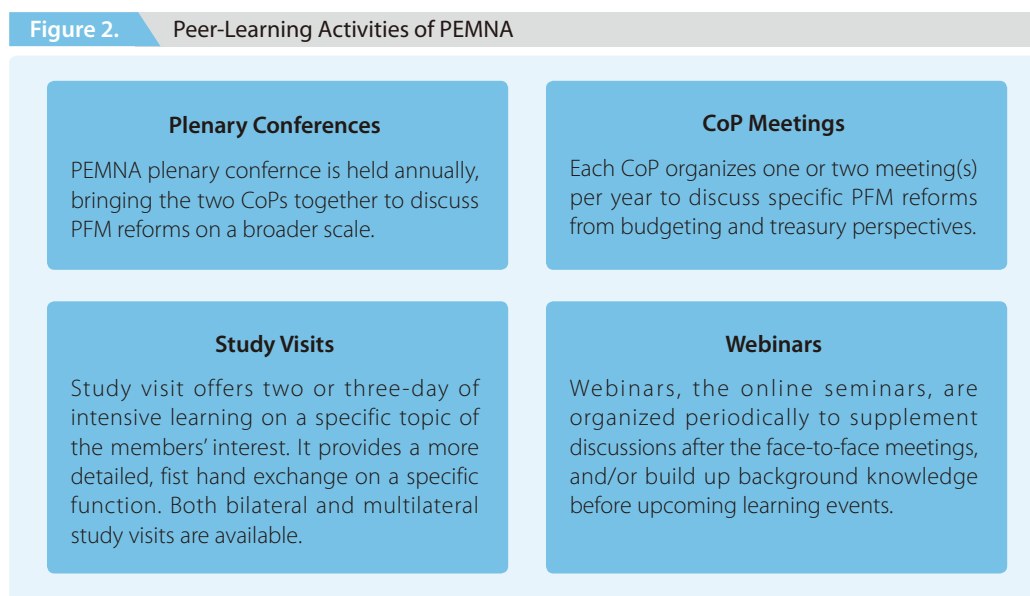 Figure 2. Peer-Learning Activities of PEMNA
Plenary Conferences
PEMNA plenary confernce is held annually,
bringing the two CoPs together to discuss
PFM reforms on a broader scale.
CoP Meetings
Each CoP organizes one or two meeting(s)
per year to discuss specific PFM reforms
from budgeting and treasury perspectives.
Study Visits
Study visit offers two or three-day of
intensive learning on a specific topic of
the members' interest. It provides a more
detailed, fist hand exchange on a specific
function. Both bilateral and multilateral
study visits are available.
Webinars
Webinars, the online seminars, are
organized periodically to supplement
discussions after the face-to-face meetings,
and/or build up background knowledge
before upcoming learning events.